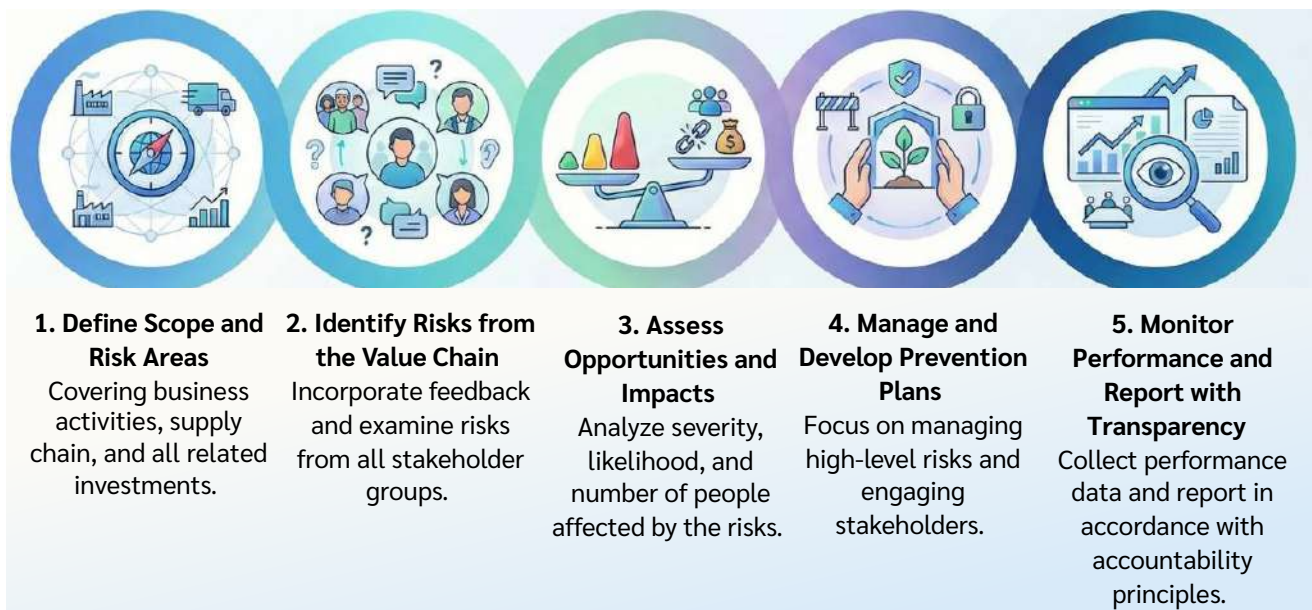 1. Define Scope and
Risk Areas
Covering business
activities, supply
chain, and all related
investments.
2. Identify Risks from
the Value Chain
Incorporate feedback
and examine risks
from all stakeholder
groups.
3. Assess
Opportunities and
Impacts
Analyze severity,
likelihood, and
number of people
affected by the risks.
4. Manage and
Develop Prevention
Plans
Focus on managing
high-level risks and
engaging
stakeholders.
5. Monitor
Performance and
Report with
Transparency
Collect performance
data and report in
accordance with
accountability
principles.